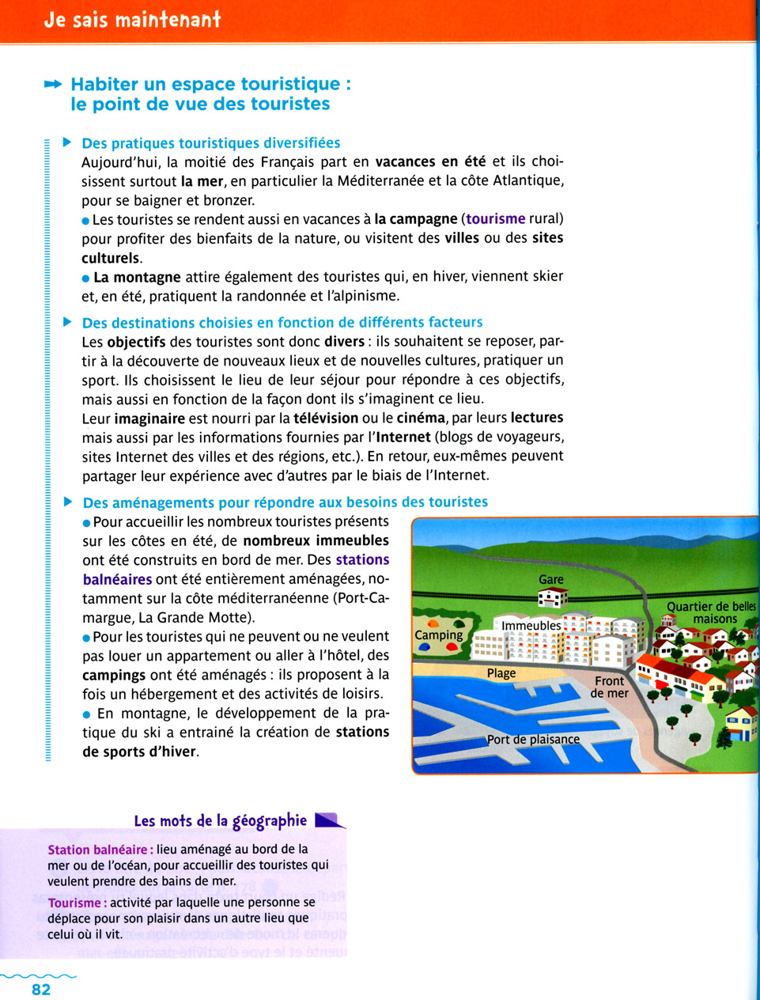 Je sais maintenant
Habiter un espace touristique :
le point de vue des touristes
Des pratiques touristiques diversifiées
Aujourd'hui, la moitié des Français part en vacances en été et ils choi-
sissent surtout la mer, en particulier la Méditerranée et la côte Atlantique,
pour se baigner et bronzer.
• Les touristes se rendent aussi en vacances à la campagne (tourisme rural)
pour profiter des bienfaits de la nature, ou visitent des villes ou des sites
culturels.
• La montagne attire également des touristes qui, en hiver, viennent skier
et, en été, pratiquent la randonnée et l'alpinisme.
Des destinations choisies en fonction de différents facteurs
Les objectifs des touristes sont donc divers : ils souhaitent se reposer, par-
tir à la découverte de nouveaux lieux et de nouvelles cultures, pratiquer un
sport. Ils choisissent le lieu de leur séjour pour répondre à ces objectifs,
mais aussi en fonction de la façon dont ils s'imaginent ce lieu.
Leur imaginaire est nourri par la télévision ou le cinéma, par leurs lectures
mais aussi par les informations fournies par l'Internet (blogs de voyageurs,
sites Internet des villes et des régions, etc.). En retour, eux-mêmes peuvent
partager leur expérience avec d'autres par le biais de l'Internet.
Des aménagements pour répondre aux besoins des touristes
• Pour accueillir les nombreux touristes présents
sur les côtes en été, de nombreux immeubles
ont été construits en bord de mer. Des stations
balnéaires ont été entièrement aménagées, no-
tamment sur la côte méditerranéenne (Port-Ca-
margue, La Grande Motte).
• Pour les touristes qui ne peuvent ou ne veulent
pas louer un appartement ou aller à l'hôtel, des
campings ont été aménagés : ils proposent à la
fois un hébergement et des activités de loisirs.
• En montagne, le développement de la pra-
tique du ski a entrainé la création de stations
de sports d'hiver.
Gare
Quartier de belles
maisons
Immeubles
Camping
Plage
Front
de mer
Port de plaisance
Les mots de la géographie
Station balnéaire : lieu aménagé au bord de la
mer ou de l'océan, pour accueillir des touristes qui
veulent prendre des bains de mer.
Tourisme : activité par laquelle une personne se
déplace pour son plaisir dans un autre lieu que
celui où il vit.
82